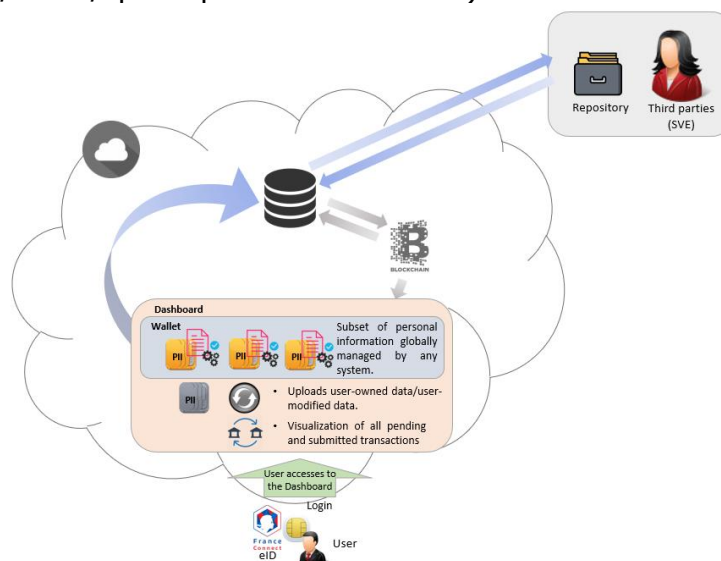 Repository
Third parties
(SVE)
BLOCKCHAIN
Dashboard
Wallet
PII
PII
PII
Subset of personal
information globally
managed by any
system.
PII
• Uploads user-owned data/user-
modified data.
• Visualization of all pending
and submitted transactions
User accesses to
the Dashboard
Login
France
Connect
eID
User